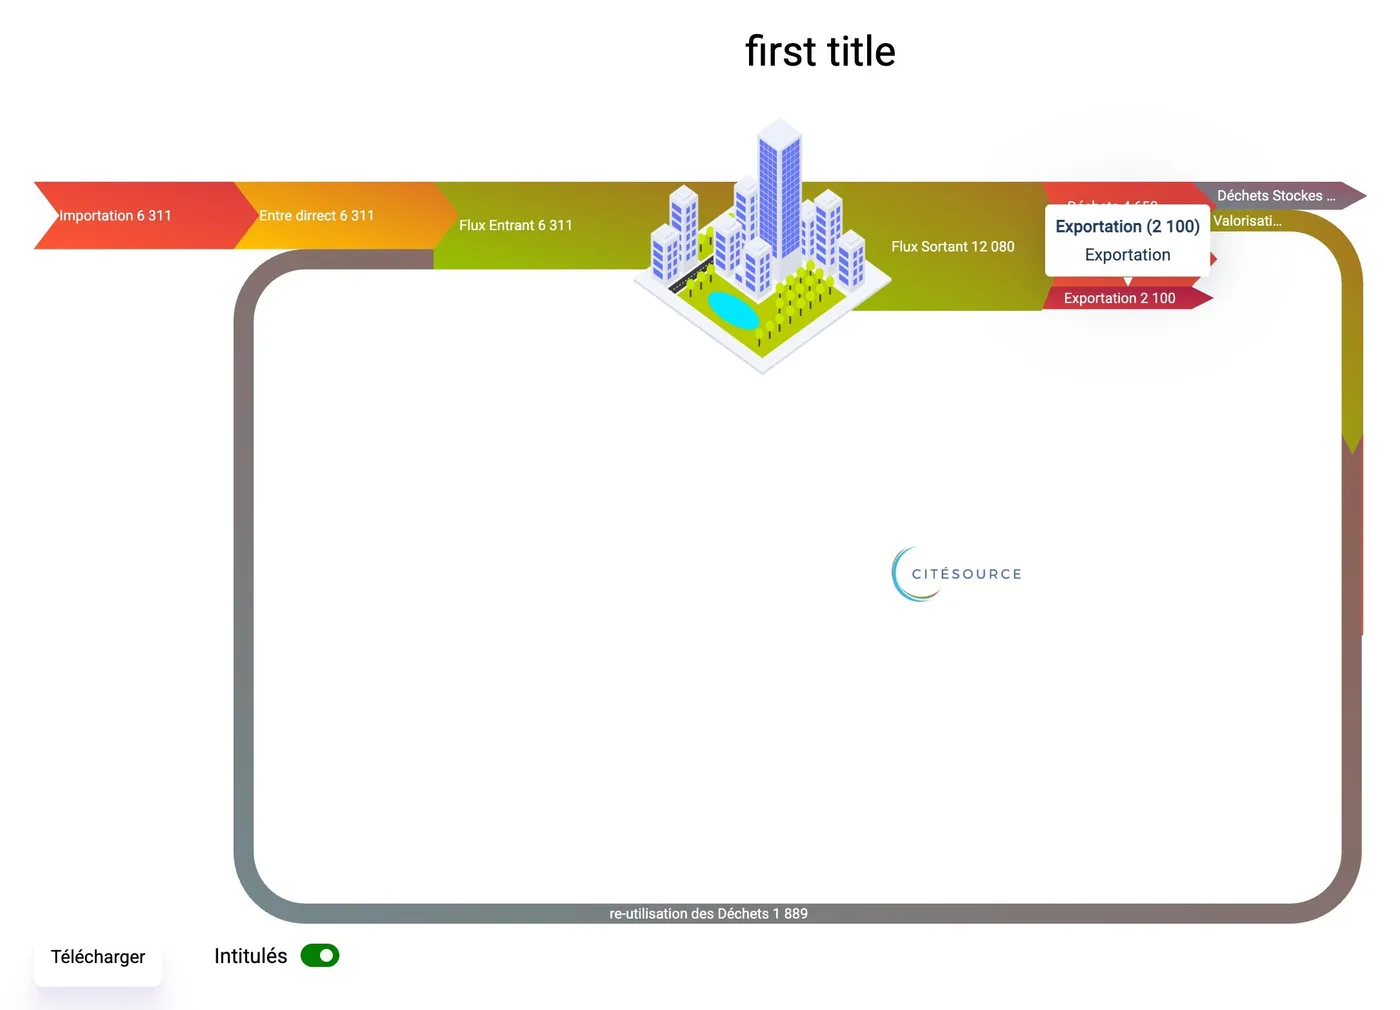 first title
Importation 6 311
Entre dirrect 6 311
Flux Entrant 6 311
Flux Sortant 12 080
Déchets Stockes ...
Valorisati...
Exportation (2 100)
Exportation
Exportation 2 100
CITÉSOURCE
re-utilisation des Déchets 1 889
Télécharger
Intitulés